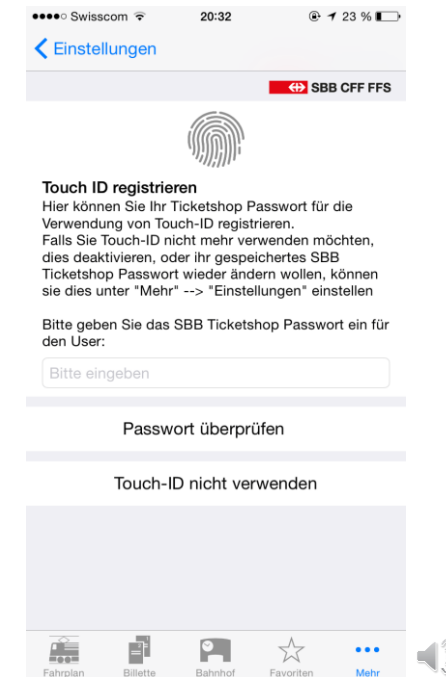 Swisscom 20:32 23 %
Einstellungen
SBB CFF FFS
Touch ID registrieren
Hier können Sie Ihr Ticketshop Passwort für die
Verwendung von Touch-ID registrieren.
Falls Sie Touch-ID nicht mehr verwenden möchten,
dies deaktivieren, oder ihr gespeichertes SBB
Ticketshop Passwort wieder ändern wollen, können
sie dies unter "Mehr" --> "Einstellungen" einstellen
Bitte geben Sie das SBB Ticketshop Passwort ein für
den User:
Bitte eingeben
Passwort überprüfen
Touch-ID nicht verwenden
Fahrplan Billette Bahnhof Favoriten Mehr